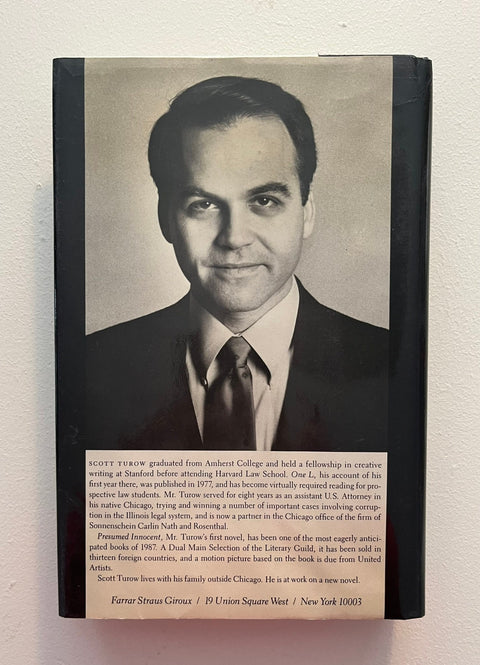 SCOTT TUROW graduated from Amherst College and held a fellowship in creative
writing at Stanford before attending Harvard Law School. One L, his account of his
first year there, was published in 1977, and has become virtually required reading for pro-
spective law students. Mr. Turow served for eight years as an assistant U.S. Attorney in
his native Chicago, trying and winning a number of important cases involving corrup-
tion in the Illinois legal system, and is now a partner in the Chicago office of the firm of
Sonnenschein Carlin Nath and Rosenthal.
Presumed Innocent, Mr. Turow's first novel, has been one of the most eagerly antici-
pated books of 1987. A Dual Main Selection of the Literary Guild, it has been sold in
thirteen foreign countries, and a motion picture based on the book is due from United
Artists.
Scott Turow lives with his family outside Chicago. He is at work on a new novel.
Farrar Straus Giroux / 19 Union Square West / New York 10003